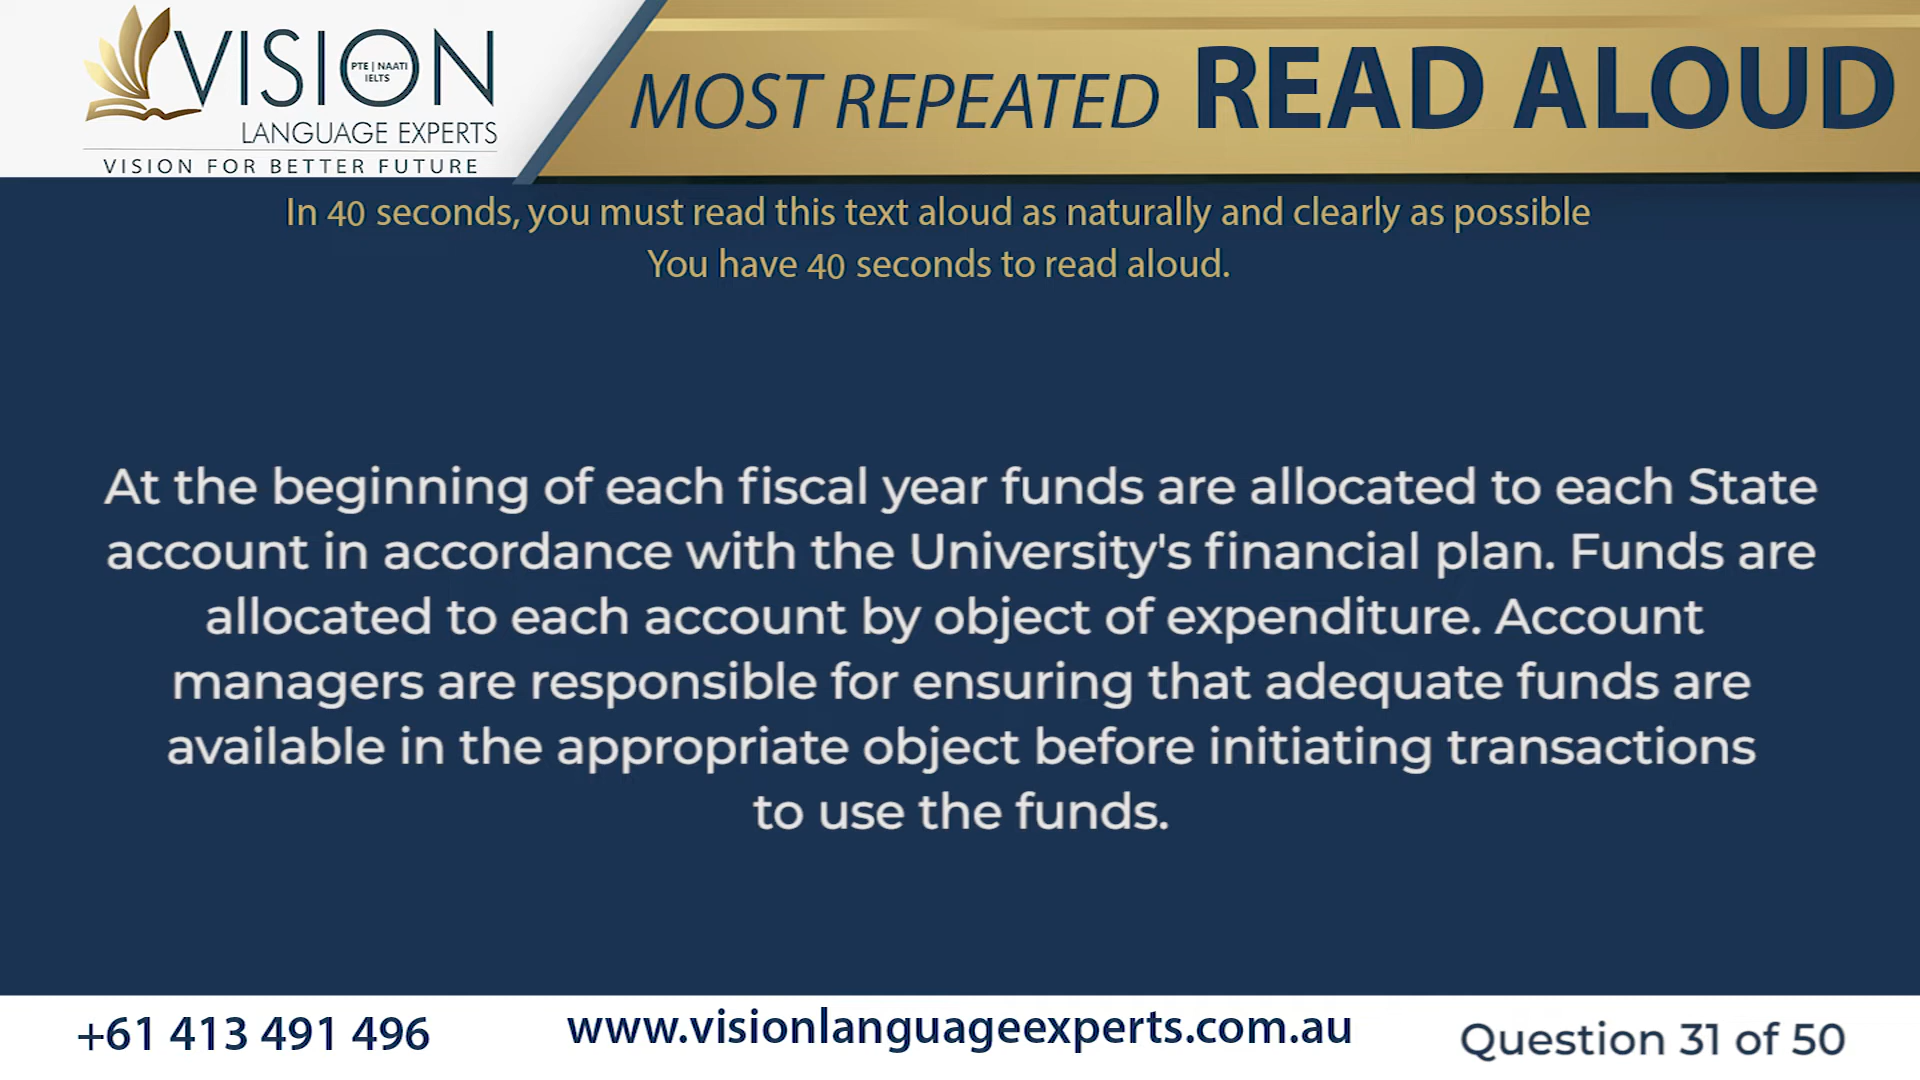 VISION
PTE | NAATI
IELTS
LANGUAGE EXPERTS
VISION FOR BETTER FUTURE
MOST REPEATED READ ALOUD
In 40 seconds, you must read this text aloud as naturally and clearly as possible
You have 40 seconds to read aloud.
At the beginning of each fiscal year funds are allocated to each State
account in accordance with the University's financial plan. Funds are
allocated to each account by object of expenditure. Account
managers are responsible for ensuring that adequate funds are
available in the appropriate object before initiating transactions
to use the funds.
+61 413 491 496
www.visionlanguageexperts.com.au
Question 31 of 50